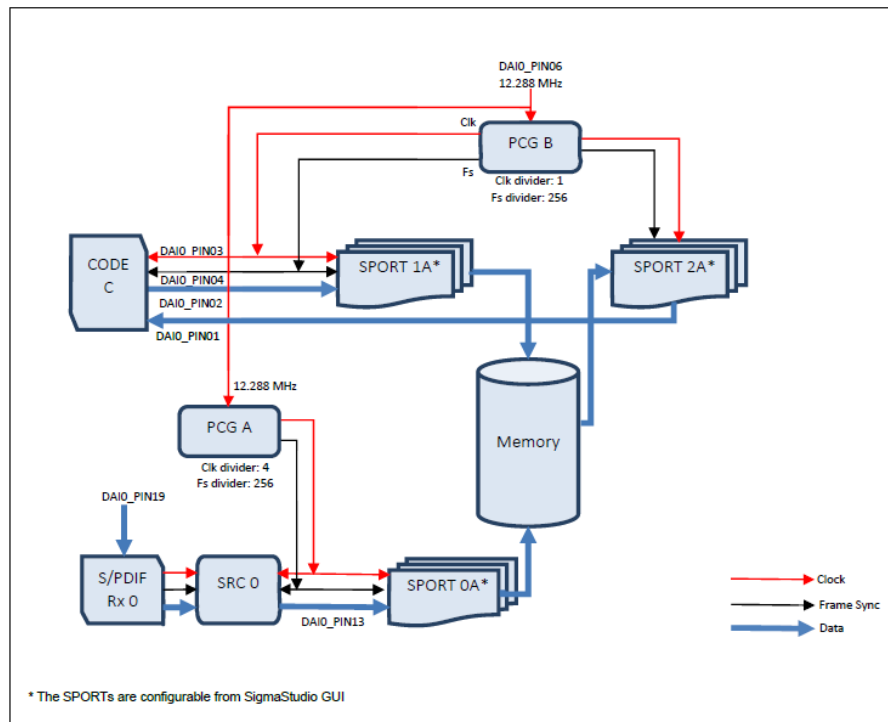 DAI0_PIN06
12.288 MHz
Clk
PCG B
Fs
Clk divider: 1
Fs divider: 256
DAI0_PIN03
CODE
C
SPORT 1A*
SPORT 2A*
DAI0_PIN04
DAI0_PIN02
DAI0_PIN01
12.288 MHz
PCG A
Memory
Clk divider: 4
Fs divider: 256
DAI0_PIN19
S/PDIF
Rx 0
SRC 0
SPORT 0A*
Clock
Frame Sync
DAI0_PIN13
Data
* The SPORTs are configurable from SigmaStudio GUI